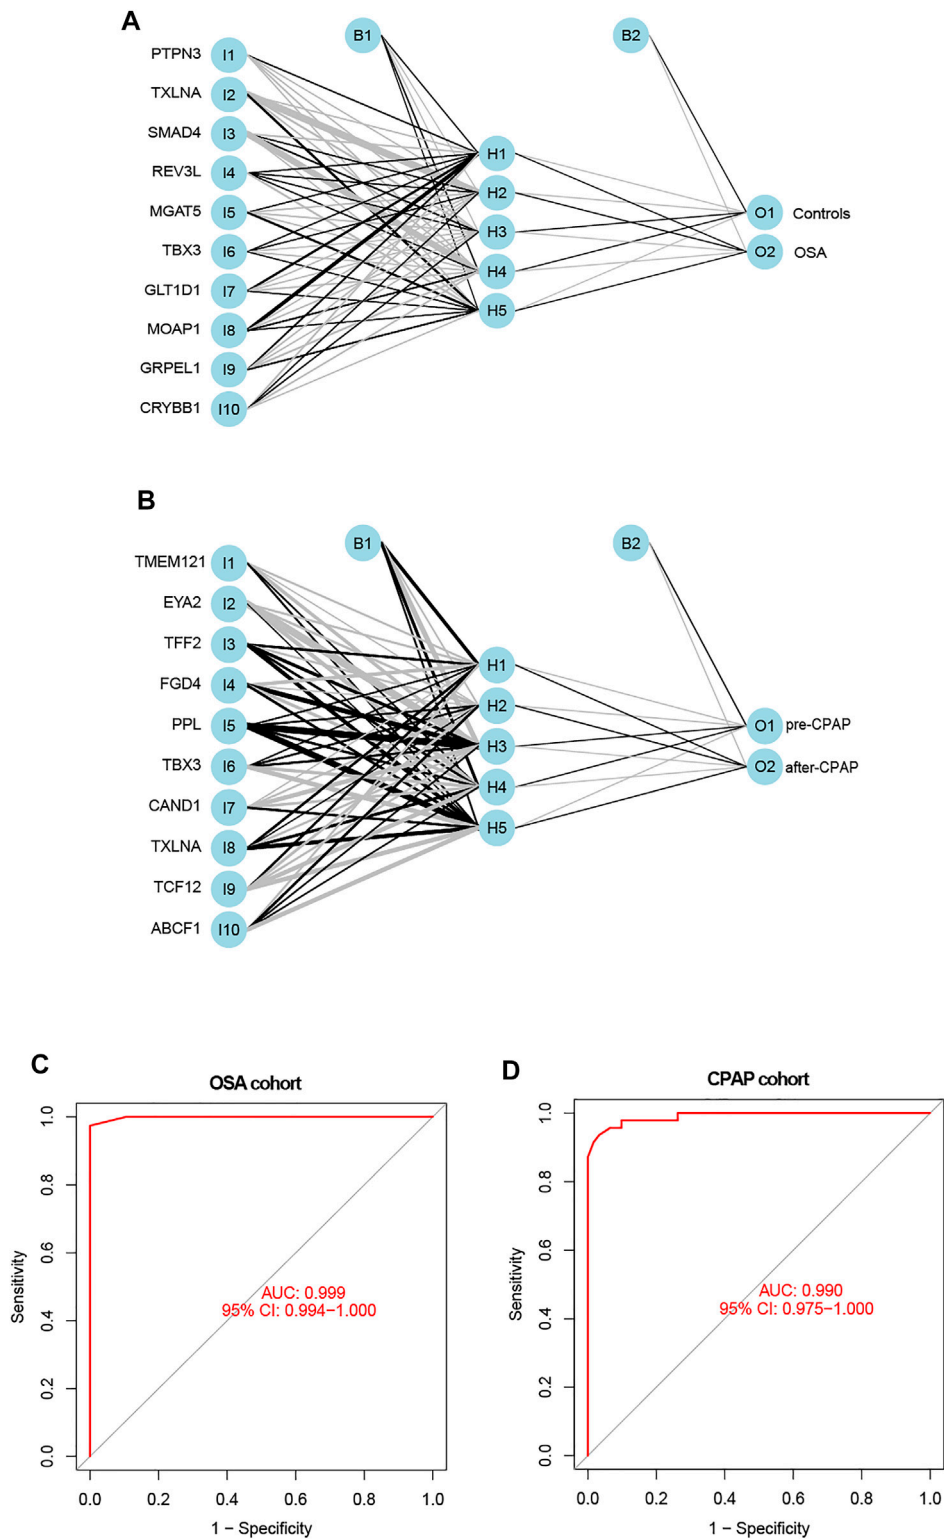 A
B1
B2
PTPN3 I1
TXLNA I2
SMAD4 I3
REV3L I4
MGAT5 I5
TBX3 I6
GLT1D1 I7
MOAP1 I8
GRPEL1 I9
CRYBB1 I10
H1
H2
H3
H4
H5
O1 Controls
O2 OSA
B
B1
B2
TMEM121 I1
EYA2 I2
TFF2 I3
FGD4 I4
PPL I5
TBX3 I6
CAND1 I7
TXLNA I8
TCF12 I9
ABCF1 I10
H1
H2
H3
H4
H5
O1 pre-CPAP
O2 after-CPAP
C
OSA cohort
Sensitivity
1.0
0.8
0.6
0.4
0.2
0.0
AUC: 0.999
95% CI: 0.994−1.000
0.0 0.2 0.4 0.6 0.8 1.0
1 − Specificity
D
CPAP cohort
Sensitivity
1.0
0.8
0.6
0.4
0.2
0.0
AUC: 0.990
95% CI: 0.975−1.000
0.0 0.2 0.4 0.6 0.8 1.0
1 − Specificity